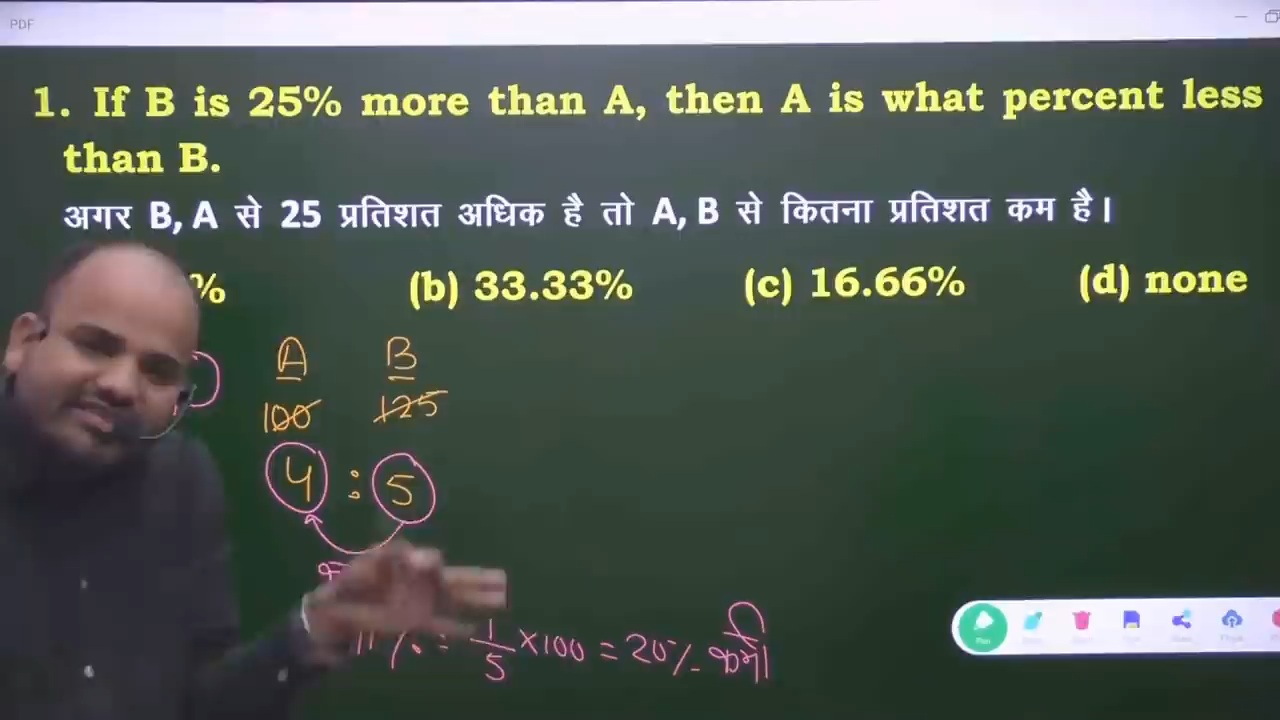 PDF
1. If B is 25% more than A, then A is what percent less
than B.
अगर B, A से 25 प्रतिशत अधिक है तो A, B से कितना प्रतिशत कम है।
% (b) 33.33% (c) 16.66% (d) none
A B
100 125
4 : 5
1/5 × 100 = 20% कमी